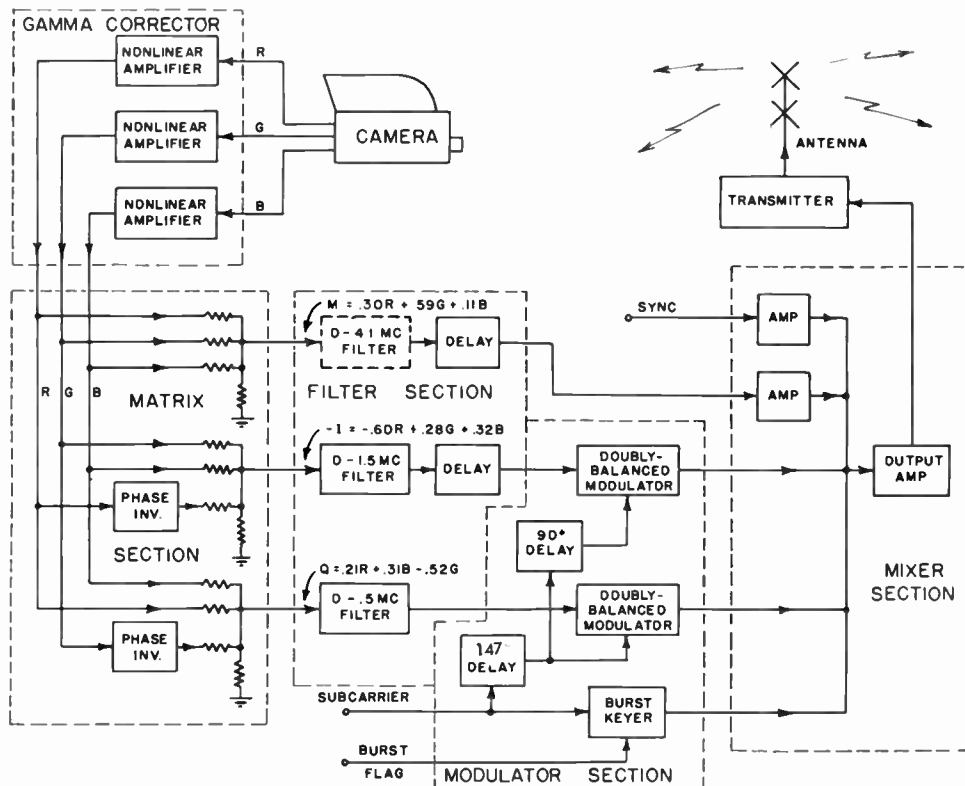 GAMMA CORRECTOR
NONLINEAR
AMPLIFIER
R
NONLINEAR
AMPLIFIER
G
CAMERA
NONLINEAR
AMPLIFIER
B
ANTENNA
TRANSMITTER
M = .30R + 59G + .11B
D-41 MC
FILTER
DELAY
FILTER SECTION
R G B
MATRIX
SYNC
AMP
AMP
-I = -.60R + .28G + .32B
D-1.5 MC
FILTER
DELAY
DOUBLY-
BALANCED
MODULATOR
OUTPUT
AMP
PHASE
INV.
SECTION
90°
DELAY
MIXER
SECTION
Q = .21R + .31B - .52G
D-.5 MC
FILTER
DOUBLY-
BALANCED
MODULATOR
PHASE
INV.
147
DELAY
SUBCARRIER
BURST
KEYER
BURST
FLAG
MODULATOR SECTION